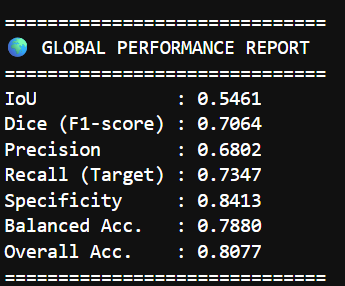 ==============================
🌍 GLOBAL PERFORMANCE REPORT
==============================
IoU             : 0.5461
Dice (F1-score) : 0.7064
Precision       : 0.6802
Recall (Target) : 0.7347
Specificity     : 0.8413
Balanced Acc.   : 0.7880
Overall Acc.    : 0.8077
==============================